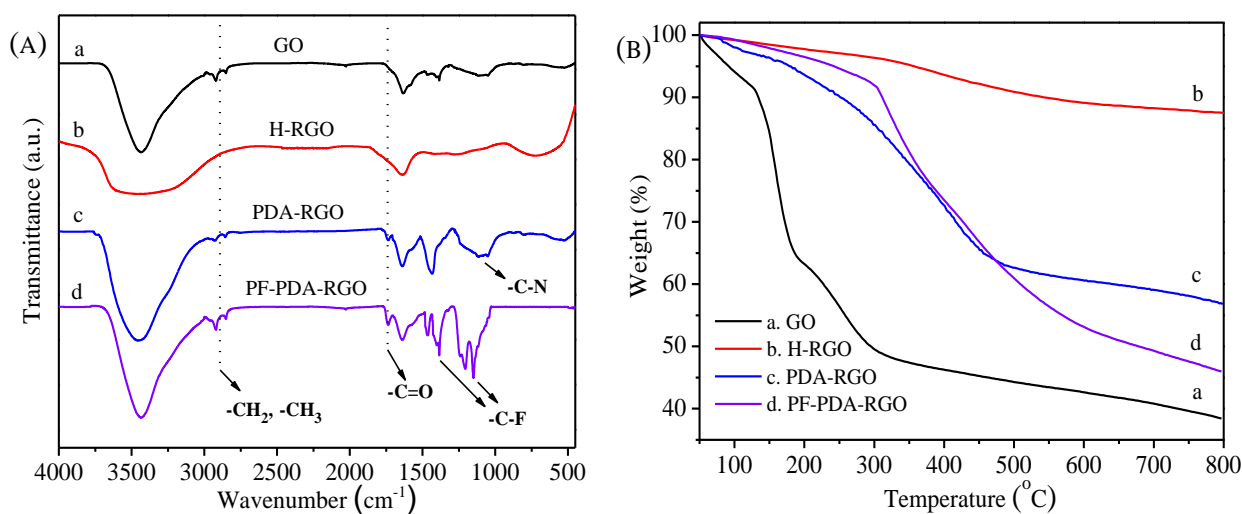 (A)
a
GO
b
H-RGO
c
PDA-RGO
-C-N
d
PF-PDA-RGO
-C=O
-CH₂, -CH₃
-C-F
Transmittance (a.u.)
4000 3500 3000 2500 2000 1500 1000 500
Wavenumber (cm⁻¹)
(B)
100
90
80
70
60
50
40
Weight (%)
b
c
d
a
a. GO
b. H-RGO
c. PDA-RGO
d. PF-PDA-RGO
100 200 300 400 500 600 700 800
Temperature (°C)